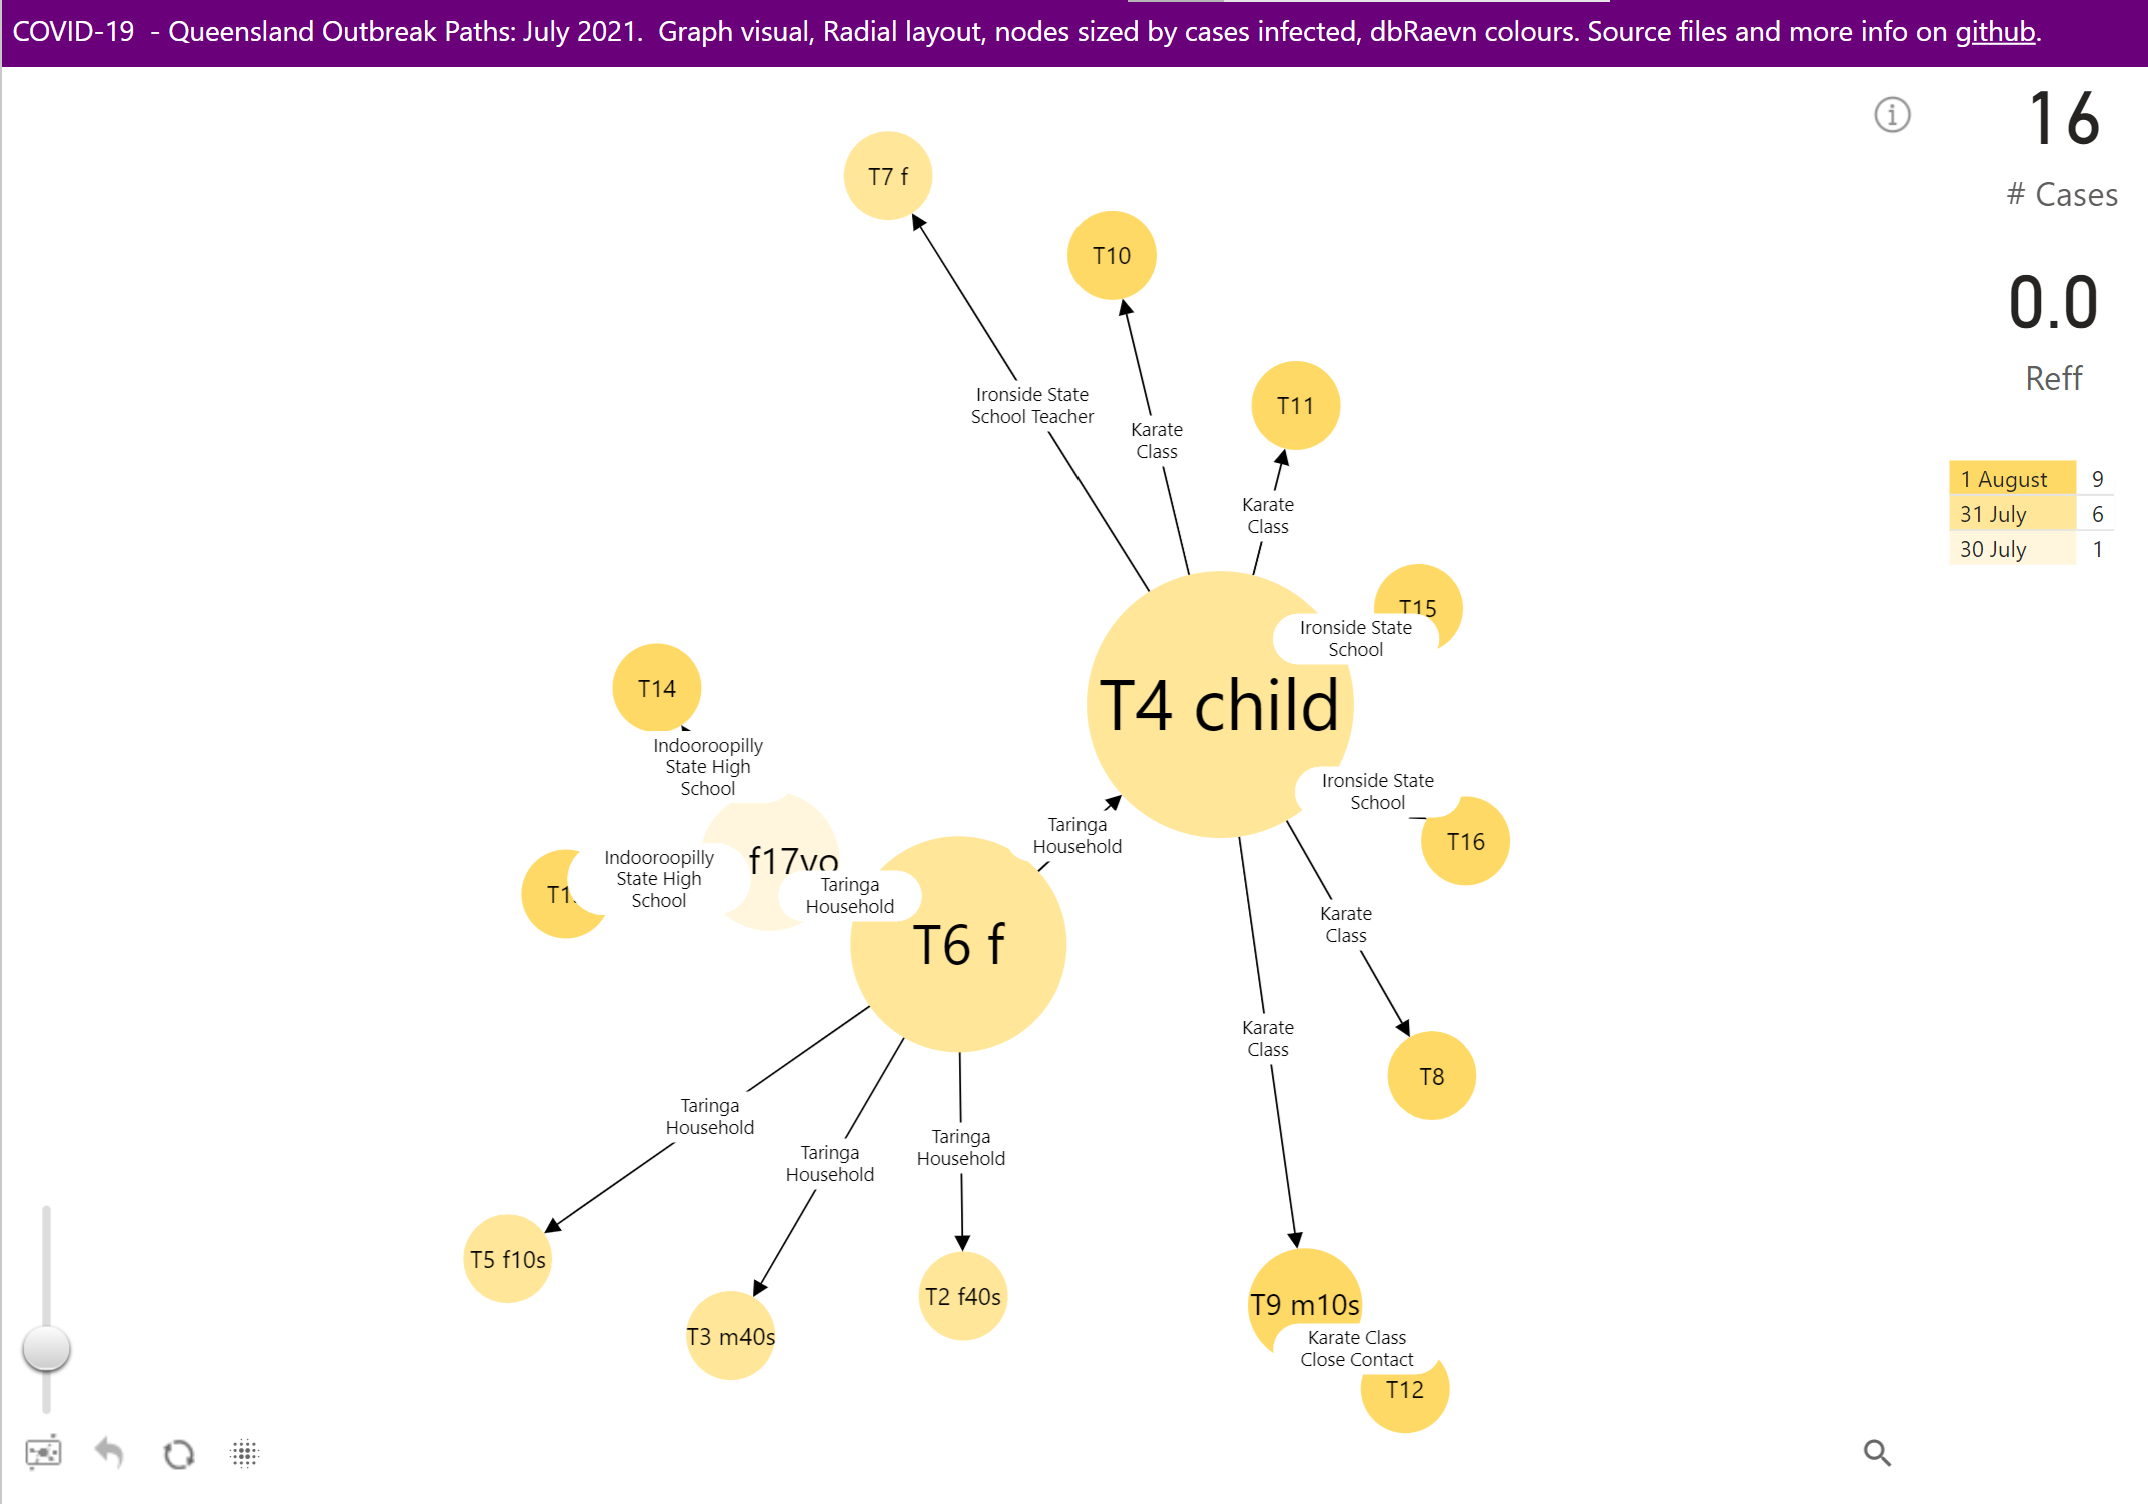 COVID-19 - Queensland Outbreak Paths: July 2021. Graph visual, Radial layout, nodes sized by cases infected, dbRaevn colours. Source files and more info on github.
16
# Cases
0.0
Reff
1 August 9
31 July 6
30 July 1
T7 f
T10
Ironside State
School Teacher
T11
Karate
Class
Karate
Class
T15
Ironside State
School
T14
T4 child
Indooroopilly
State High
School
Ironside State
School
Taringa
Household
T16
f17yo
Indooroopilly
State High
School
Taringa
Household
T6 f
Karate
Class
Karate
Class
T8
Taringa
Household
Taringa
Household
Taringa
Household
T5 f10s
T3 m40s
T2 f40s
T9 m10s
Karate Class
Close Contact
T12